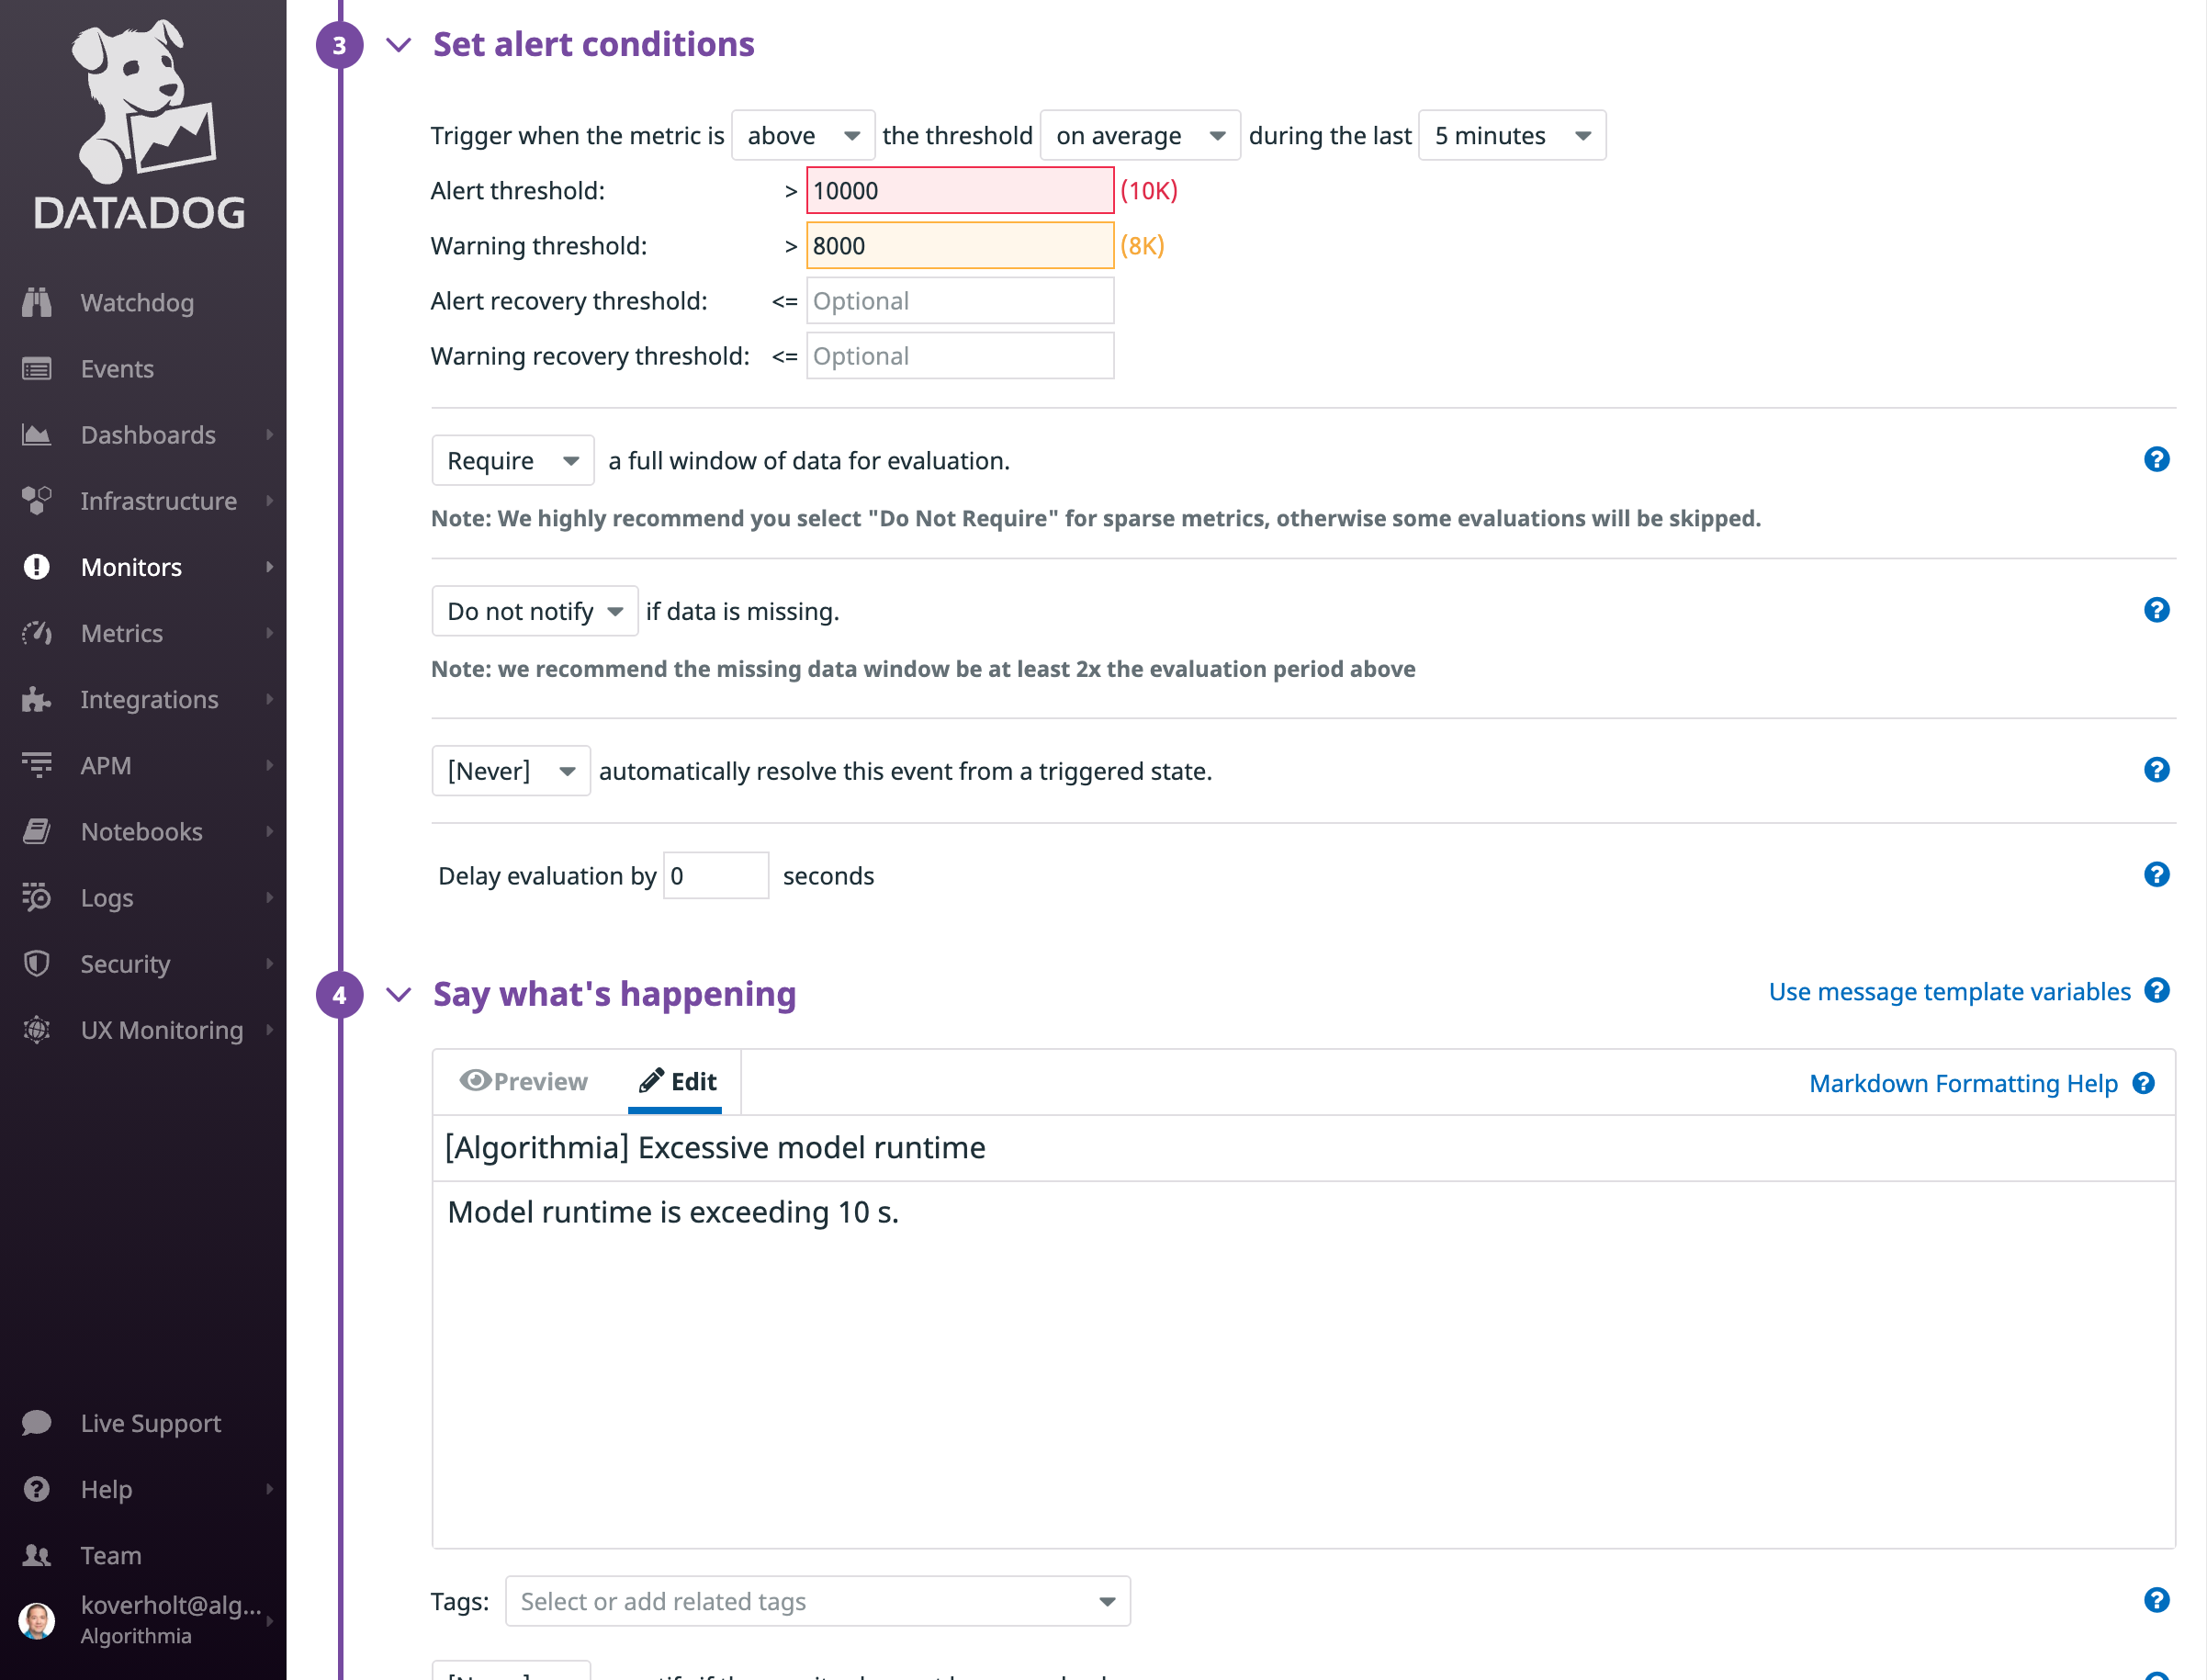 DATADOG
Watchdog
Events
Dashboards
Infrastructure
Monitors
Metrics
Integrations
APM
Notebooks
Logs
Security
UX Monitoring
Live Support
Help
Team
koverholt@alg...
Algorithmia
3 Set alert conditions
Trigger when the metric is above the threshold on average during the last 5 minutes
Alert threshold: > 10000 (10K)
Warning threshold: > 8000 (8K)
Alert recovery threshold: <= Optional
Warning recovery threshold: <= Optional
Require a full window of data for evaluation.
Note: We highly recommend you select "Do Not Require" for sparse metrics, otherwise some evaluations will be skipped.
Do not notify if data is missing.
Note: we recommend the missing data window be at least 2x the evaluation period above
[Never] automatically resolve this event from a triggered state.
Delay evaluation by 0 seconds
4 Say what's happening Use message template variables
Preview Edit Markdown Formatting Help
[Algorithmia] Excessive model runtime
Model runtime is exceeding 10 s.
Tags: Select or add related tags